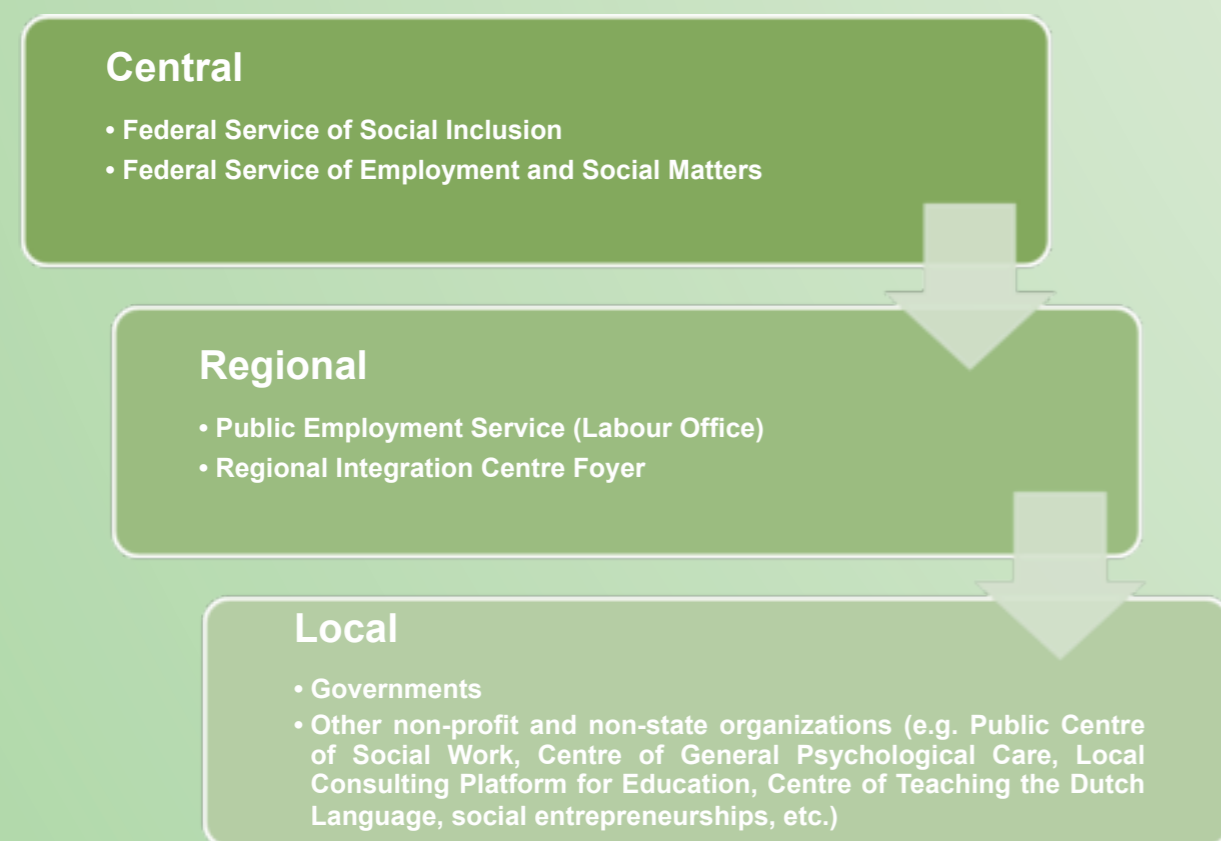 Central
• Federal Service of Social Inclusion
• Federal Service of Employment and Social Matters
Regional
• Public Employment Service (Labour Office)
• Regional Integration Centre Foyer
Local
• Governments
• Other non-profit and non-state organizations (e.g. Public Centre
of Social Work, Centre of General Psychological Care, Local
Consulting Platform for Education, Centre of Teaching the Dutch
Language, social entrepreneurships, etc.)